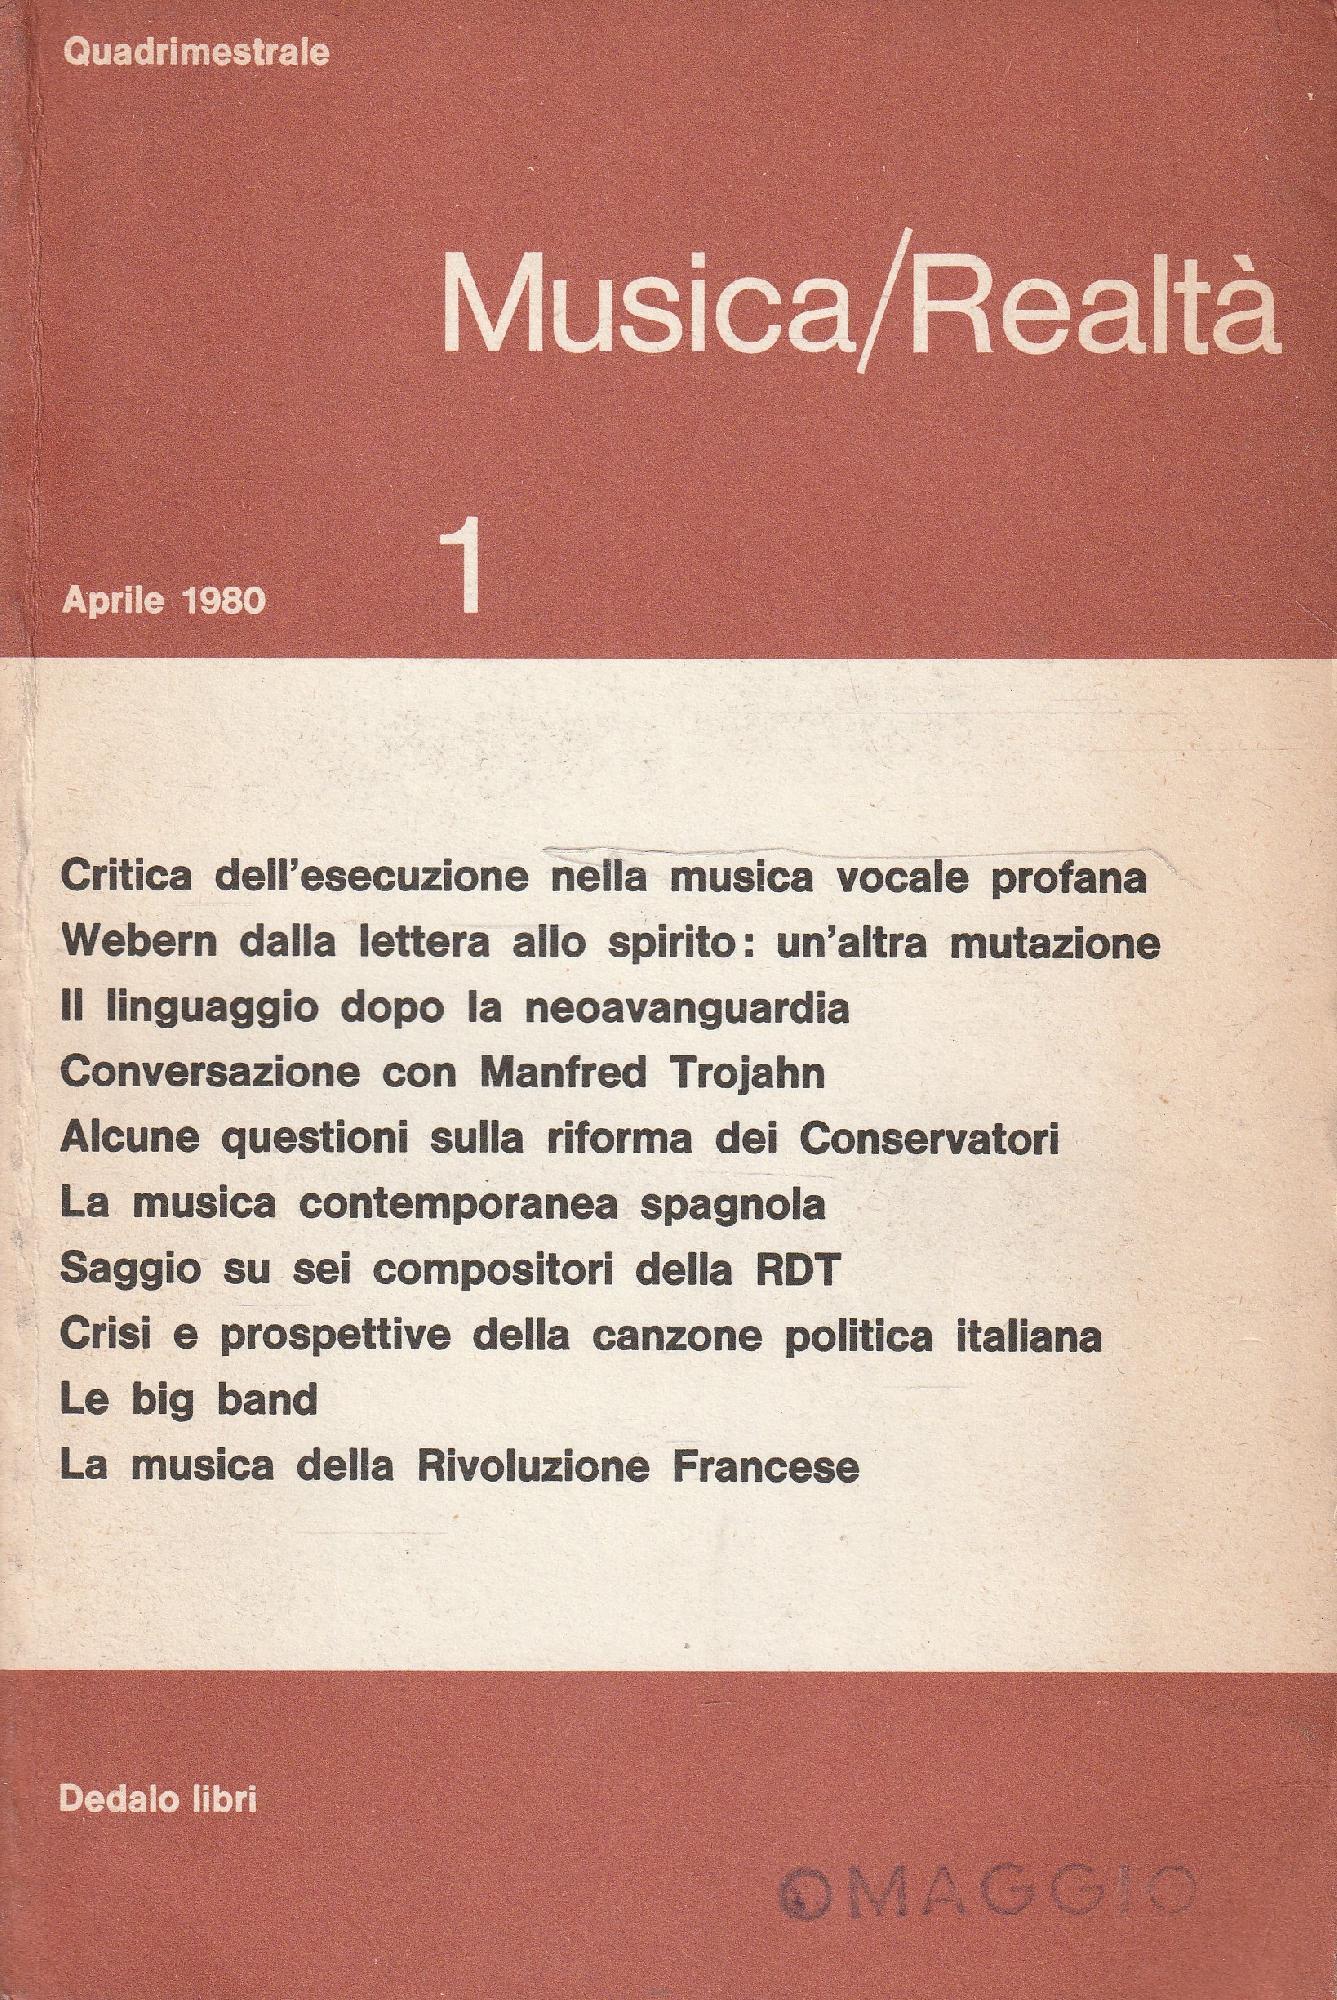 Quadrimestrale
Musica/Realtà
1
Aprile 1980
Critica dell'esecuzione nella musica vocale profana
Webern dalla lettera allo spirito: un'altra mutazione
Il linguaggio dopo la neoavanguardia
Conversazione con Manfred Trojahn
Alcune questioni sulla riforma dei Conservatori
La musica contemporanea spagnola
Saggio su sei compositori della RDT
Crisi e prospettive della canzone politica italiana
Le big band
La musica della Rivoluzione Francese
Dedalo libri
OMAGGIO